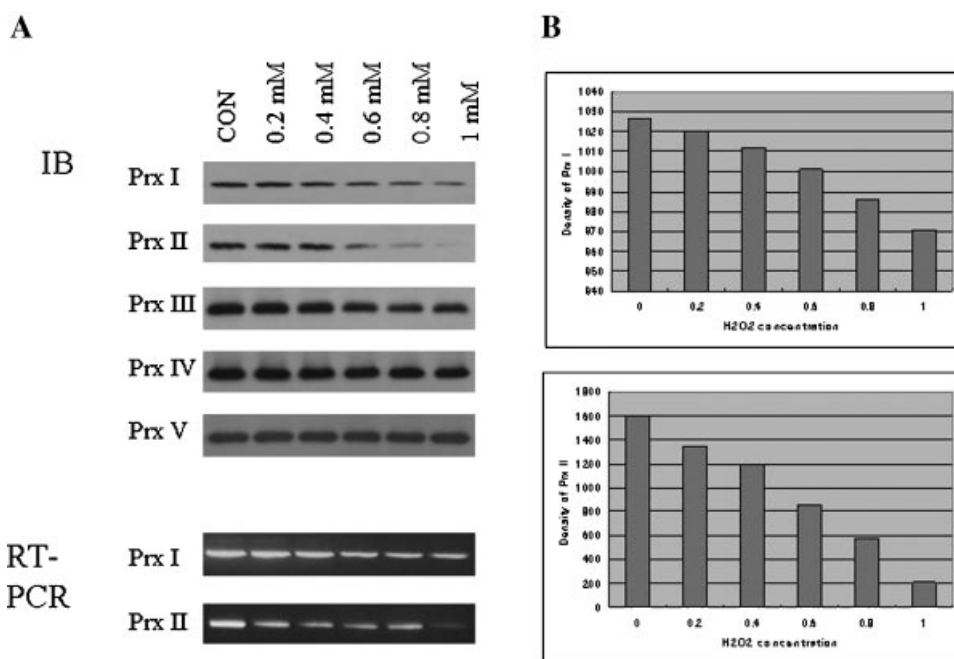 A
CON 0.2 mM 0.4 mM 0.6 mM 0.8 mM 1 mM
IB
Prx I
Prx II
Prx III
Prx IV
Prx V
RT-
PCR
Prx I
Prx II
B
Density of Prx I
1040
1030
1020
1010
1000
990
980
970
960
950
940
0 0.2 0.4 0.6 0.8 1
H2O2 concentration
Density of Prx II
1800
1600
1400
1200
1000
800
600
400
200
0
0 0.2 0.4 0.6 0.8 1
H2O2 concentration